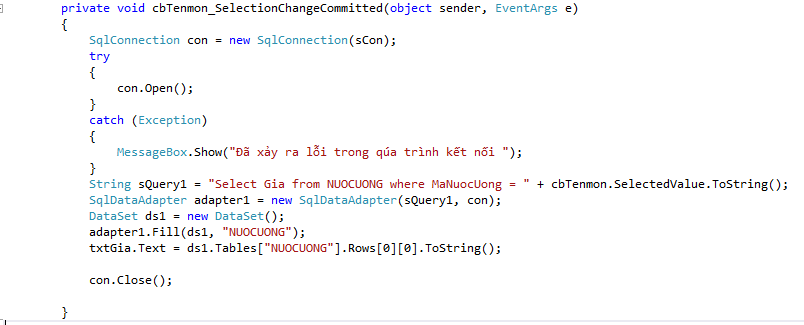 private void cbTenmon_SelectionChangeCommitted(object sender, EventArgs e)
{
SqlConnection con = new SqlConnection(sCon);
try
{
con.Open();
}
catch (Exception)
{
MessageBox.Show("Đã xảy ra lỗi trong qúa trình kết nối ");
}
String sQuery1 = "Select Gia from NUOCUONG where MaNuocUong = " + cbTenmon.SelectedValue.ToString();
SqlDataAdapter adapter1 = new SqlDataAdapter(sQuery1, con);
DataSet ds1 = new DataSet();
adapter1.Fill(ds1, "NUOCUONG");
txtGia.Text = ds1.Tables["NUOCUONG"].Rows[0][0].ToString();
con.Close();
}